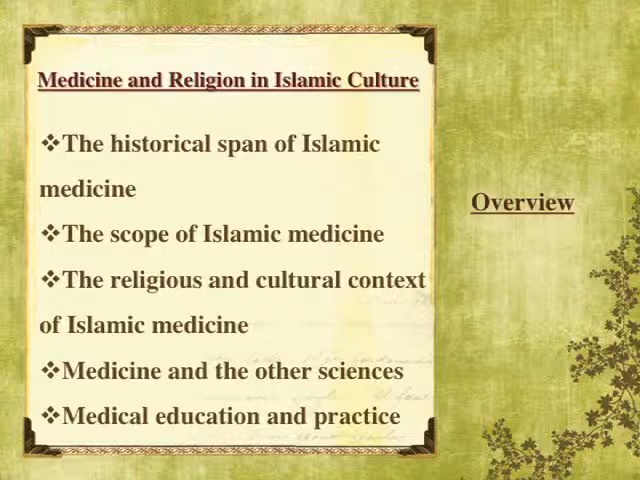 Medicine and Religion in Islamic Culture
❖The historical span of Islamic
medicine
❖The scope of Islamic medicine
❖The religious and cultural context
of Islamic medicine
❖Medicine and the other sciences
❖Medical education and practice
Overview